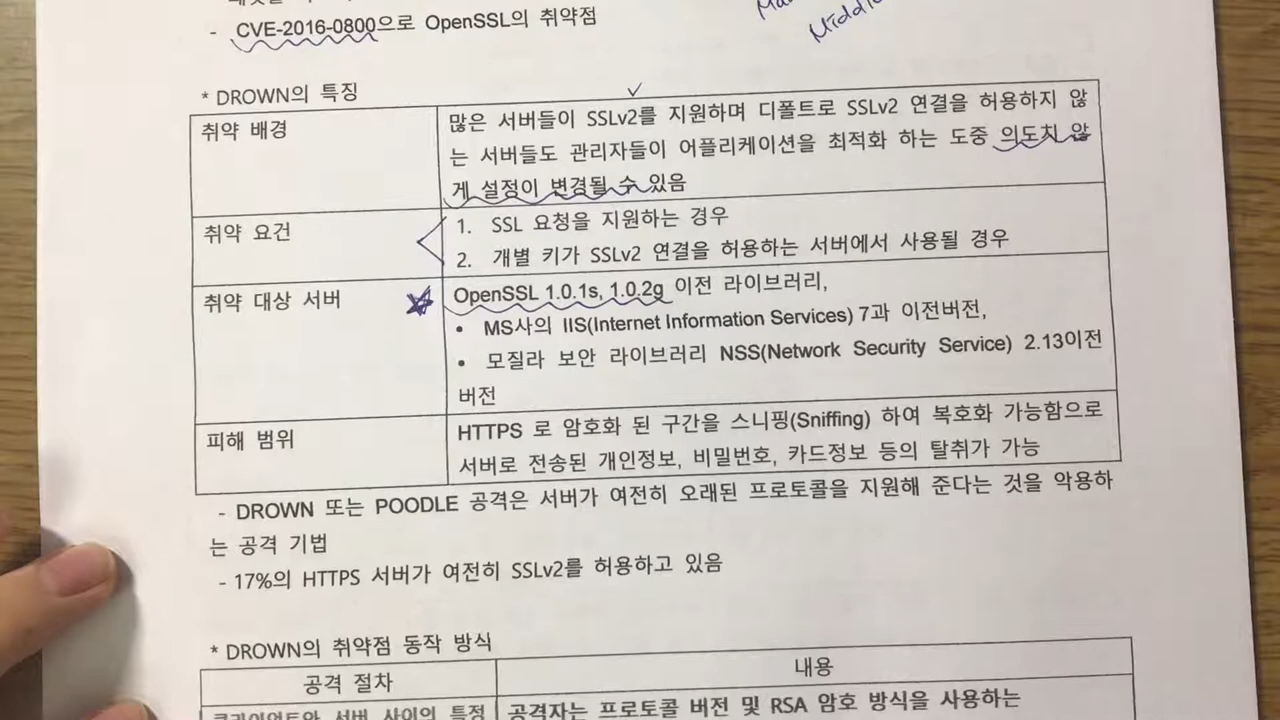 - CVE-2016-0800으로 OpenSSL의 취약점
Middle
* DROWN의 특징
취약 배경
많은 서버들이 SSLv2를 지원하며 디폴트로 SSLv2 연결을 허용하지 않
는 서버들도 관리자들이 어플리케이션을 최적화 하는 도중 의도치 않
게 설정이 변경될 수 있음
취약 요건
1. SSL 요청을 지원하는 경우
2. 개별 키가 SSLv2 연결을 허용하는 서버에서 사용될 경우
취약 대상 서버
OpenSSL 1.0.1s, 1.0.2g 이전 라이브러리,
• MS사의 IIS(Internet Information Services) 7과 이전버전,
• 모질라 보안 라이브러리 NSS(Network Security Service) 2.13이전
버전
피해 범위
HTTPS 로 암호화 된 구간을 스니핑(Sniffing) 하여 복호화 가능함으로
서버로 전송된 개인정보, 비밀번호, 카드정보 등의 탈취가 가능
- DROWN 또는 POODLE 공격은 서버가 여전히 오래된 프로토콜을 지원해 준다는 것을 악용하
는 공격 기법
- 17%의 HTTPS 서버가 여전히 SSLv2를 허용하고 있음
* DROWN의 취약점 동작 방식
공격 절차
내용
클라이언트와 서버 사이의 특정
공격자는 프로토콜 버전 및 RSA 암호 방식을 사용하는